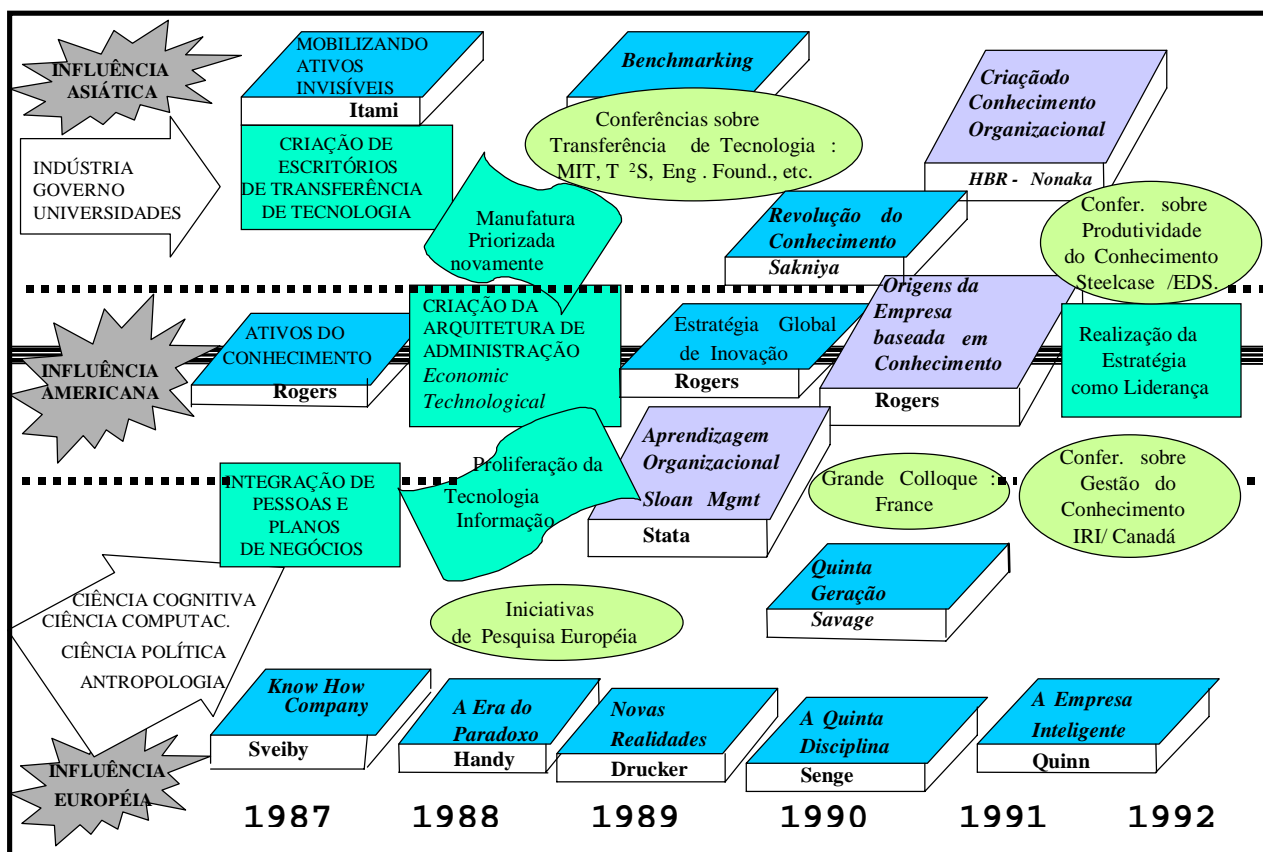 INFLUÊNCIA
ASIÁTICA
INDÚSTRIA
GOVERNO
UNIVERSIDADES
MOBILIZANDO
ATIVOS
INVISÍVEIS
Itami
CRIAÇÃO DE
ESCRITÓRIOS
DE TRANSFERÊNCIA
DE TECNOLOGIA
Manufatura
Priorizada
novamente
Benchmarking
Conferências sobre
Transferência de Tecnologia :
MIT, T ²S, Eng . Found., etc.
Criaçãodo
Conhecimento
Organizacional
HBR - Nonaka
Revolução do
Conhecimento
Sakniya
Confer. sobre
Produtividade
do Conhecimento
Steelcase /EDS.
INFLUÊNCIA
AMERICANA
ATIVOS DO
CONHECIMENTO
Rogers
CRIAÇÃO DA
ARQUITETURA DE
ADMINISTRAÇÃO
Economic
Technological
Estratégia Global
de Inovação
Rogers
Origens da
Empresa
baseada em
Conhecimento
Rogers
Realização da
Estratégia
como Liderança
INTEGRAÇÃO DE
PESSOAS E
PLANOS
DE NEGÓCIOS
Proliferação da
Tecnologia
Informação
Aprendizagem
Organizacional
Sloan Mgmt
Stata
Grande Colloque :
France
Confer. sobre
Gestão do
Conhecimento
IRI/ Canadá
CIÊNCIA COGNITIVA
CIÊNCIA COMPUTAC.
CIÊNCIA POLÍTICA
ANTROPOLOGIA
Iniciativas
de Pesquisa Européia
Quinta
Geração
Savage
INFLUÊNCIA
EUROPÉIA
Know How
Company
Sveiby
A Era do
Paradoxo
Handy
Novas
Realidades
Drucker
A Quinta
Disciplina
Senge
A Empresa
Inteligente
Quinn
1987 1988 1989 1990 1991 1992